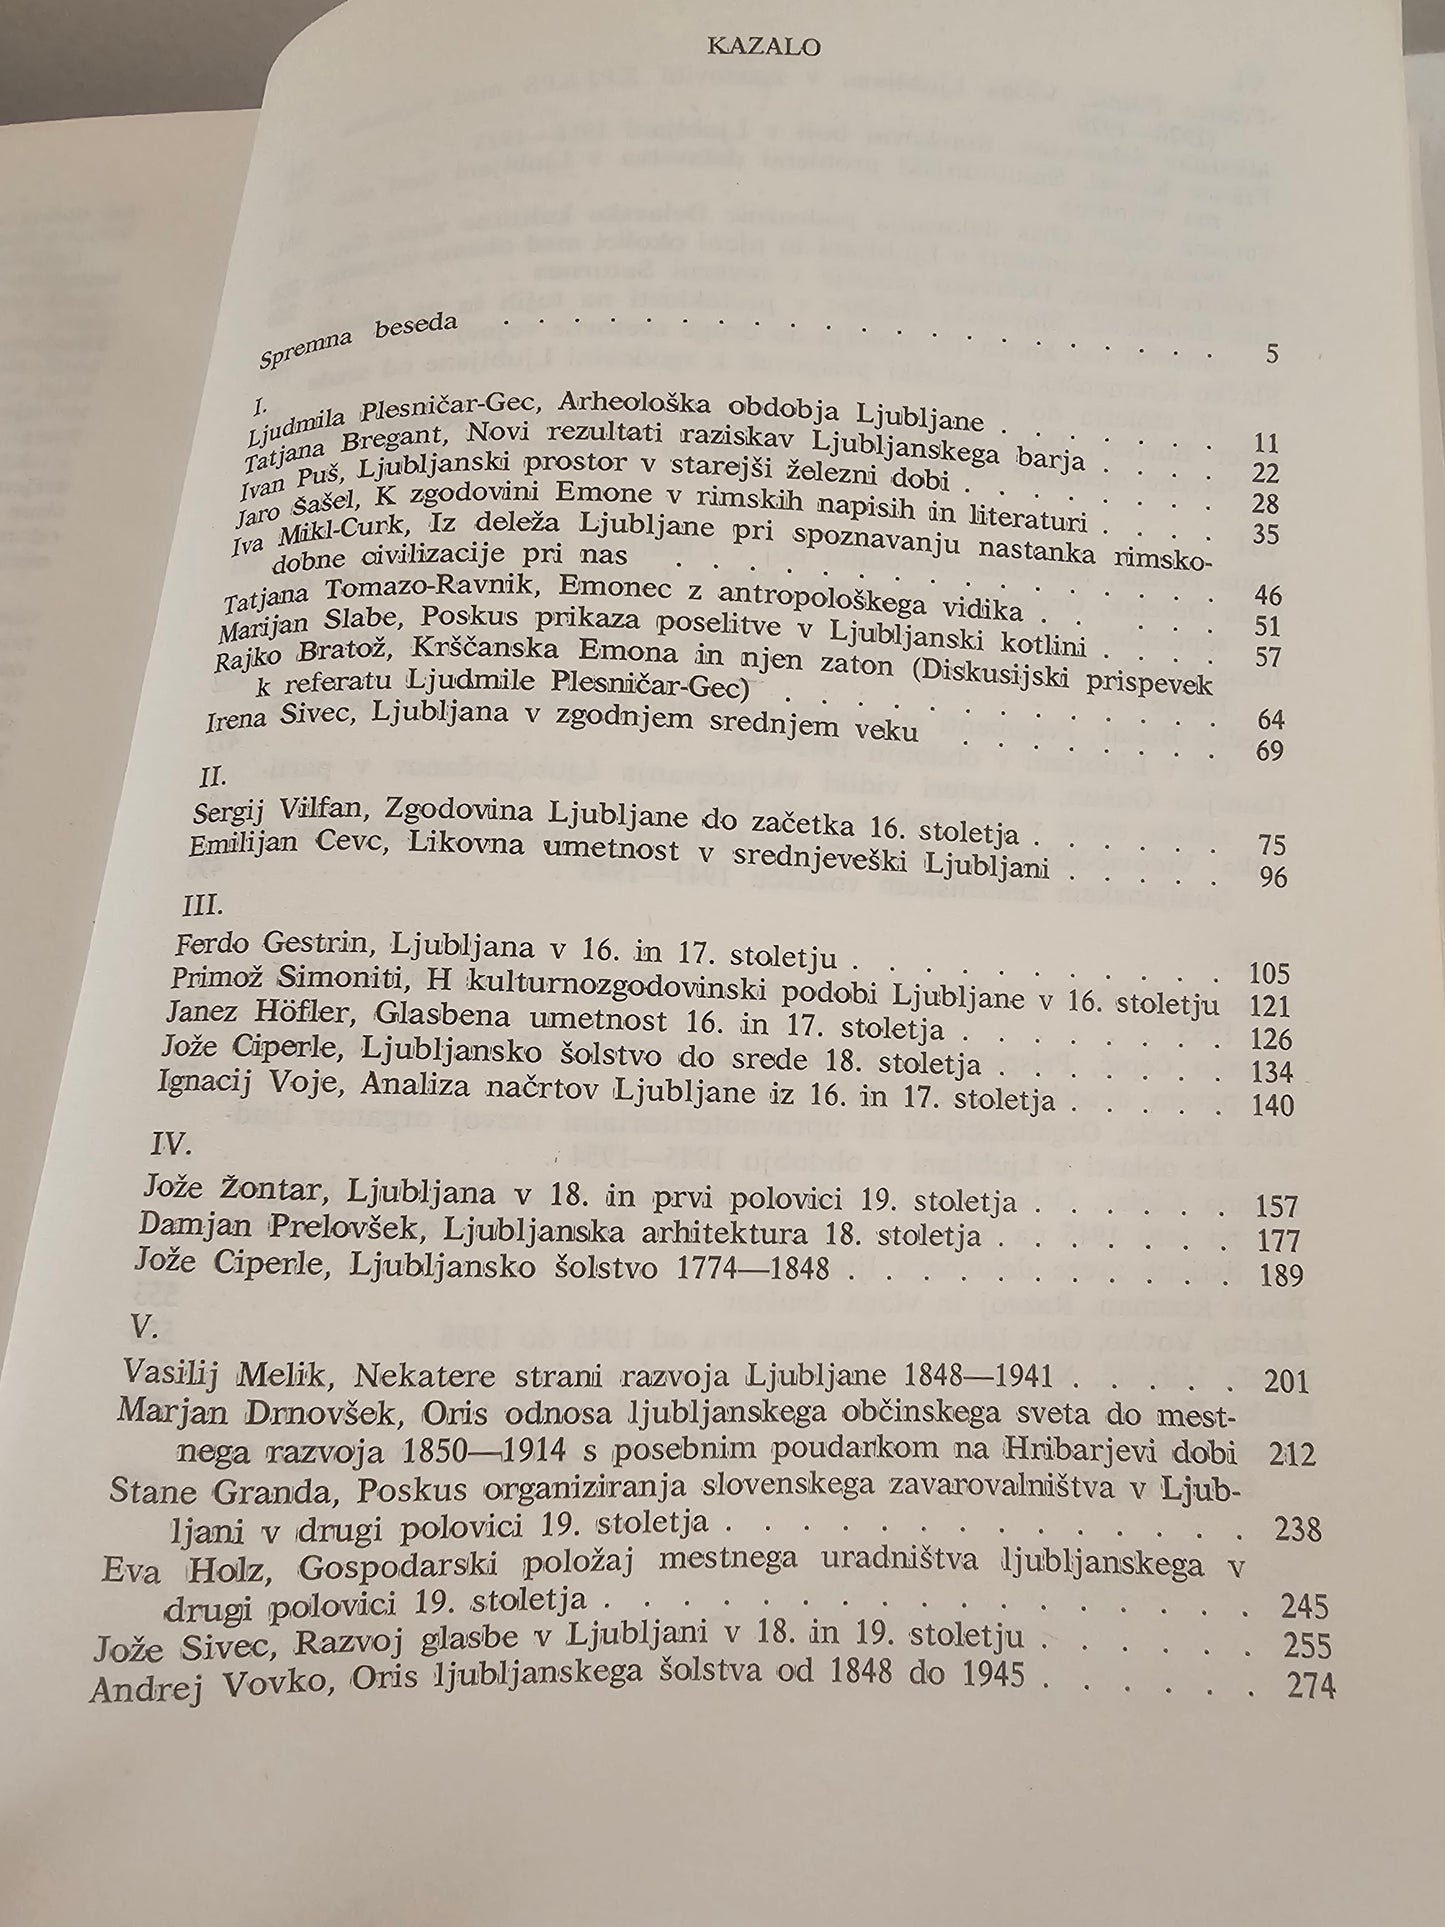 KAZALO
Spremna beseda . . . . . . . . . . . . . . . . . . . . 5
I.
Ljudmila Plesničar-Gec, Arheološka obdobja Ljubljane . . . . . . . 11
Tatjana Bregant, Novi rezultati raziskav Ljubljanskega barja . . . . 22
Ivan Puš, Ljubljanski prostor v starejši železni dobi . . . . . . . . 28
Jaro Šašel, K zgodovini Emone v rimskih napisih in literaturi . . . . 35
Iva Mikl-Curk, Iz deleža Ljubljane pri spoznavanju nastanka rimsko-
dobne civilizacije pri nas . . . . . . . . . . . . . . . 46
Tatjana Tomazo-Ravnik, Emonec z antropološkega vidika . . . . . 51
Marijan Slabe, Poskus prikaza poselitve v Ljubljanski kotlini . . . . 57
Rajko Bratož, Krščanska Emona in njen zaton (Diskusijski prispevek
k referatu Ljudmile Plesničar-Gec) . . . . . . . . . . . . 64
Irena Sivec, Ljubljana v zgodnjem srednjem veku . . . . . . . . 69
II.
Sergij Vilfan, Zgodovina Ljubljane do začetka 16. stoletja . . . . . . 75
Emilijan Cevc, Likovna umetnost v srednjeveški Ljubljani . . . . . 96
III.
Ferdo Gestrin, Ljubljana v 16. in 17. stoletju . . . . . . . . . . . 105
Primož Simoniti, H kulturnozgodovinski podobi Ljubljane v 16. stoletju 121
Janez Höfler, Glasbena umetnost 16. in 17. stoletja . . . . . . . . 126
Jože Ciperle, Ljubljansko šolstvo do srede 18. stoletja . . . . . . . 134
Ignacij Voje, Analiza načrtov Ljubljane iz 16. in 17. stoletja . . . . . 140
IV.
Jože Žontar, Ljubljana v 18. in prvi polovici 19. stoletja . . . . . . 157
Damjan Prelovšek, Ljubljanska arhitektura 18. stoletja . . . . . . . 177
Jože Ciperle, Ljubljansko šolstvo 1774—1848 . . . . . . . . . . . 189
V.
Vasilij Melik, Nekatere strani razvoja Ljubljane 1848—1941 . . . . . 201
Marjan Drnovšek, Oris odnosa ljubljanskega občinskega sveta do mest-
nega razvoja 1850—1914 s posebnim poudarkom na Hribarjevi dobi 212
Stane Granda, Poskus organiziranja slovenskega zavarovalništva v Ljub-
ljani v drugi polovici 19. stoletja . . . . . . . . . . . . . . 238
Eva Holz, Gospodarski položaj mestnega uradništva ljubljanskega v
drugi polovici 19. stoletja . . . . . . . . . . . . . . . . . 245
Jože Sivec, Razvoj glasbe v Ljubljani v 18. in 19. stoletju . . . . . . 255
Andrej Vovko, Oris ljubljanskega šolstva od 1848 do 1945 . . . . . . 274